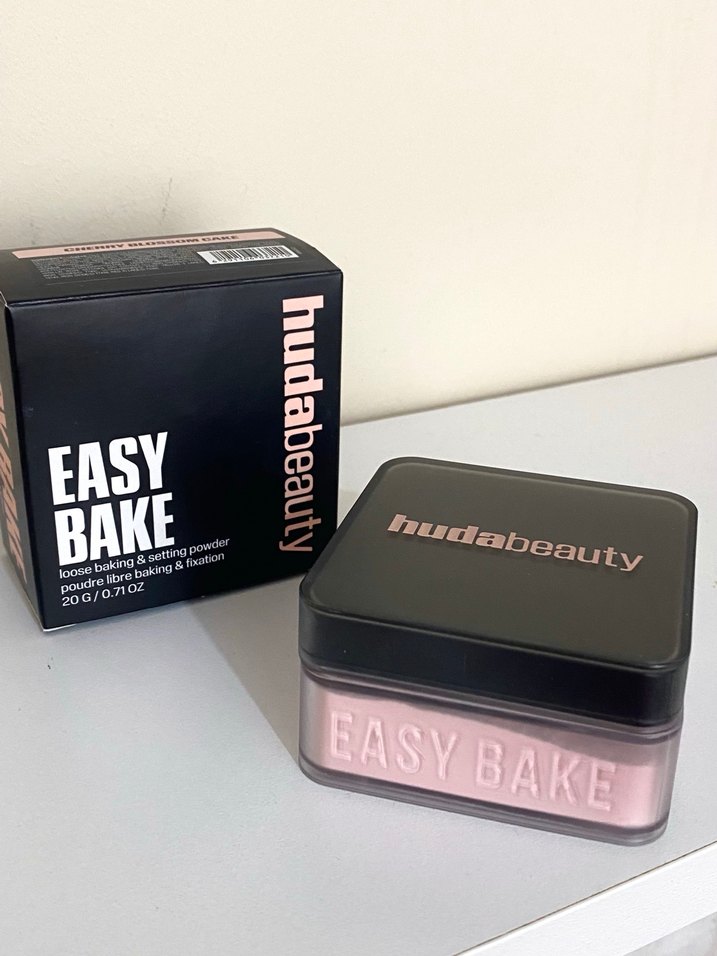 CHERRY BLOSSOM CAKE
hudabeauty
EASY
BAKE
loose baking & setting powder
poudre libre baking & fixation
20 G / 0.71 OZ
hudabeauty
EASY BAKE